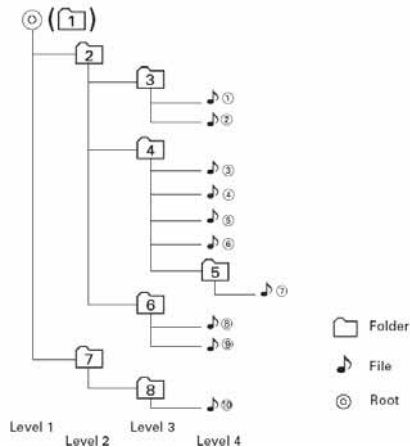 (1)
2
3
①
②
4
③
④
⑤
⑥
5
⑦
6
⑧
⑨
7
8
⑩
Folder
File
Root
Level 1
Level 2
Level 3
Level 4